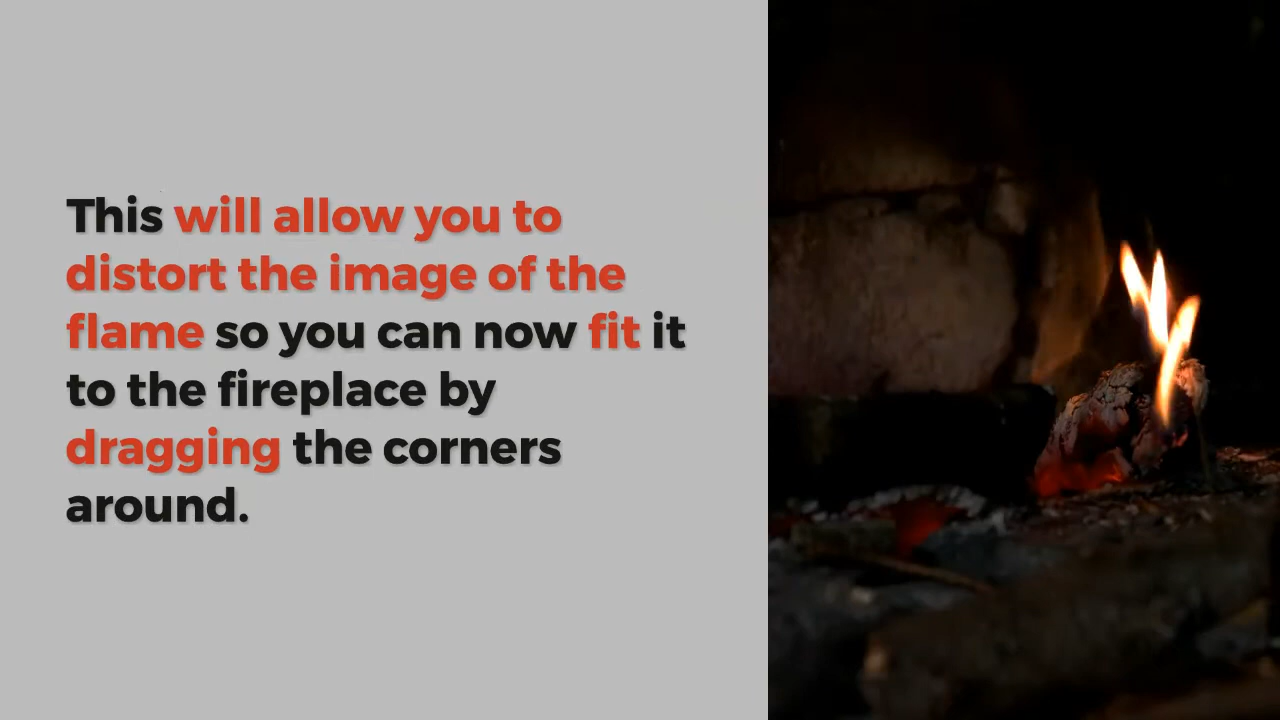 This will allow you to
distort the image of the
flame so you can now fit it
to the fireplace by
dragging the corners
around.